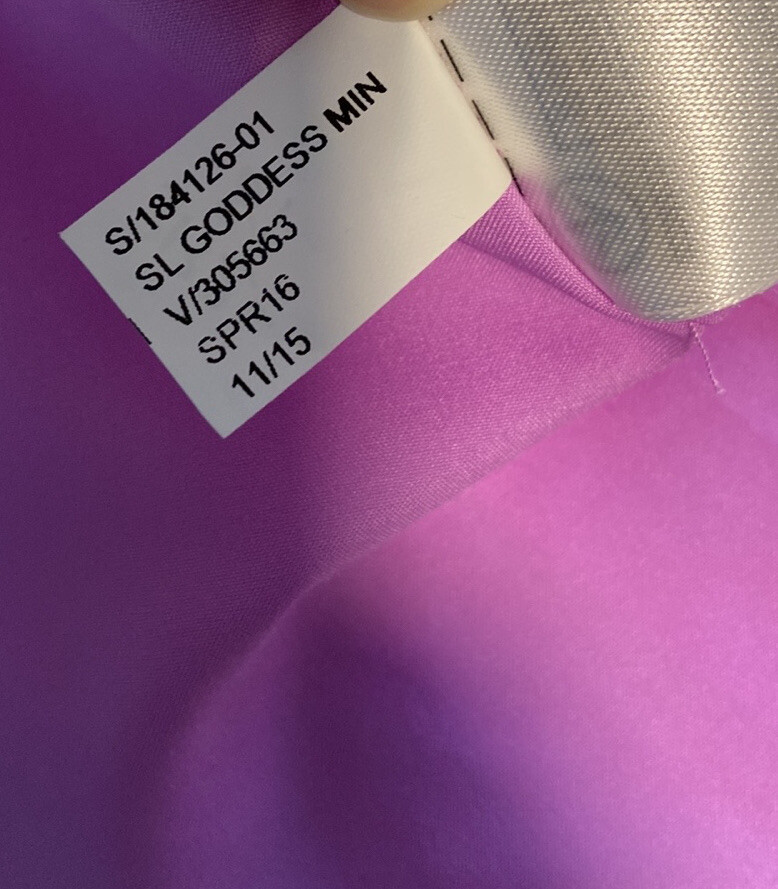 S/184126-01
SL GODDESS MIN
V/305663
SPR16
11/15